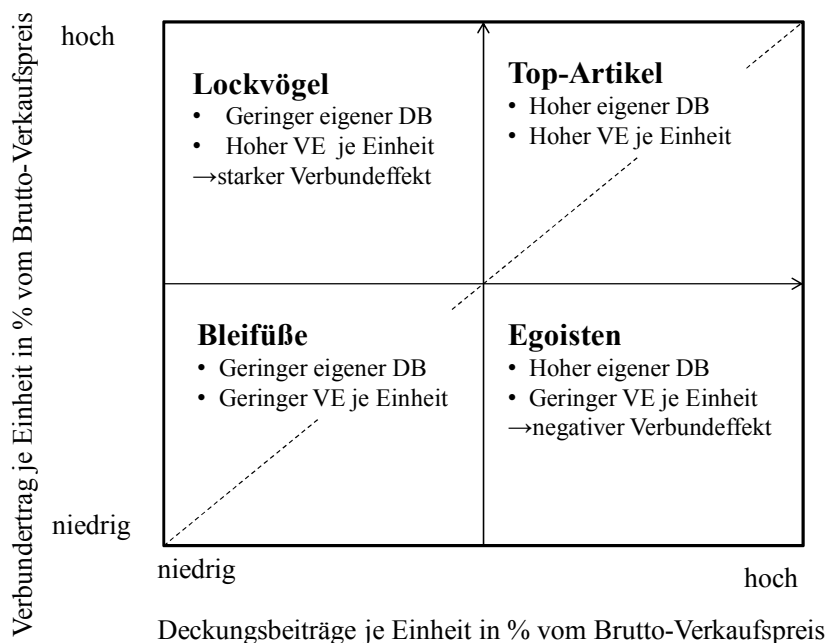 Verbundertrag je Einheit in % vom Brutto-Verkaufspreis
hoch
Lockvögel
• Geringer eigener DB
• Hoher VE je Einheit
→starker Verbundeffekt
Top-Artikel
• Hoher eigener DB
• Hoher VE je Einheit
Bleifüße
• Geringer eigener DB
• Geringer VE je Einheit
Egoisten
• Hoher eigener DB
• Geringer VE je Einheit
→negativer Verbundeffekt
niedrig
niedrig
hoch
Deckungsbeiträge je Einheit in % vom Brutto-Verkaufspreis